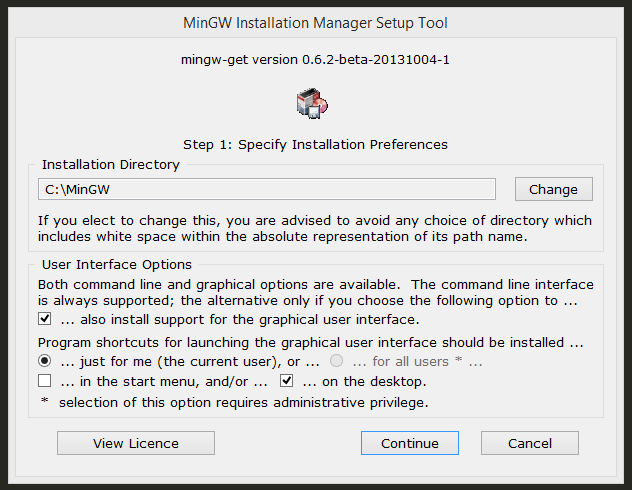 MinGW Installation Manager Setup Tool
mingw-get version 0.6.2-beta-20131004-1
Step 1: Specify Installation Preferences
Installation Directory
C:\MinGW Change
If you elect to change this, you are advised to avoid any choice of directory which
includes white space within the absolute representation of its path name.
User Interface Options
Both command line and graphical options are available. The command line interface
is always supported; the alternative only if you choose the following option to ...
... also install support for the graphical user interface.
Program shortcuts for launching the graphical user interface should be installed ...
... just for me (the current user), or ... ... for all users * ...
... in the start menu, and/or ... ... on the desktop.
* selection of this option requires administrative privilege.
View Licence Continue Cancel